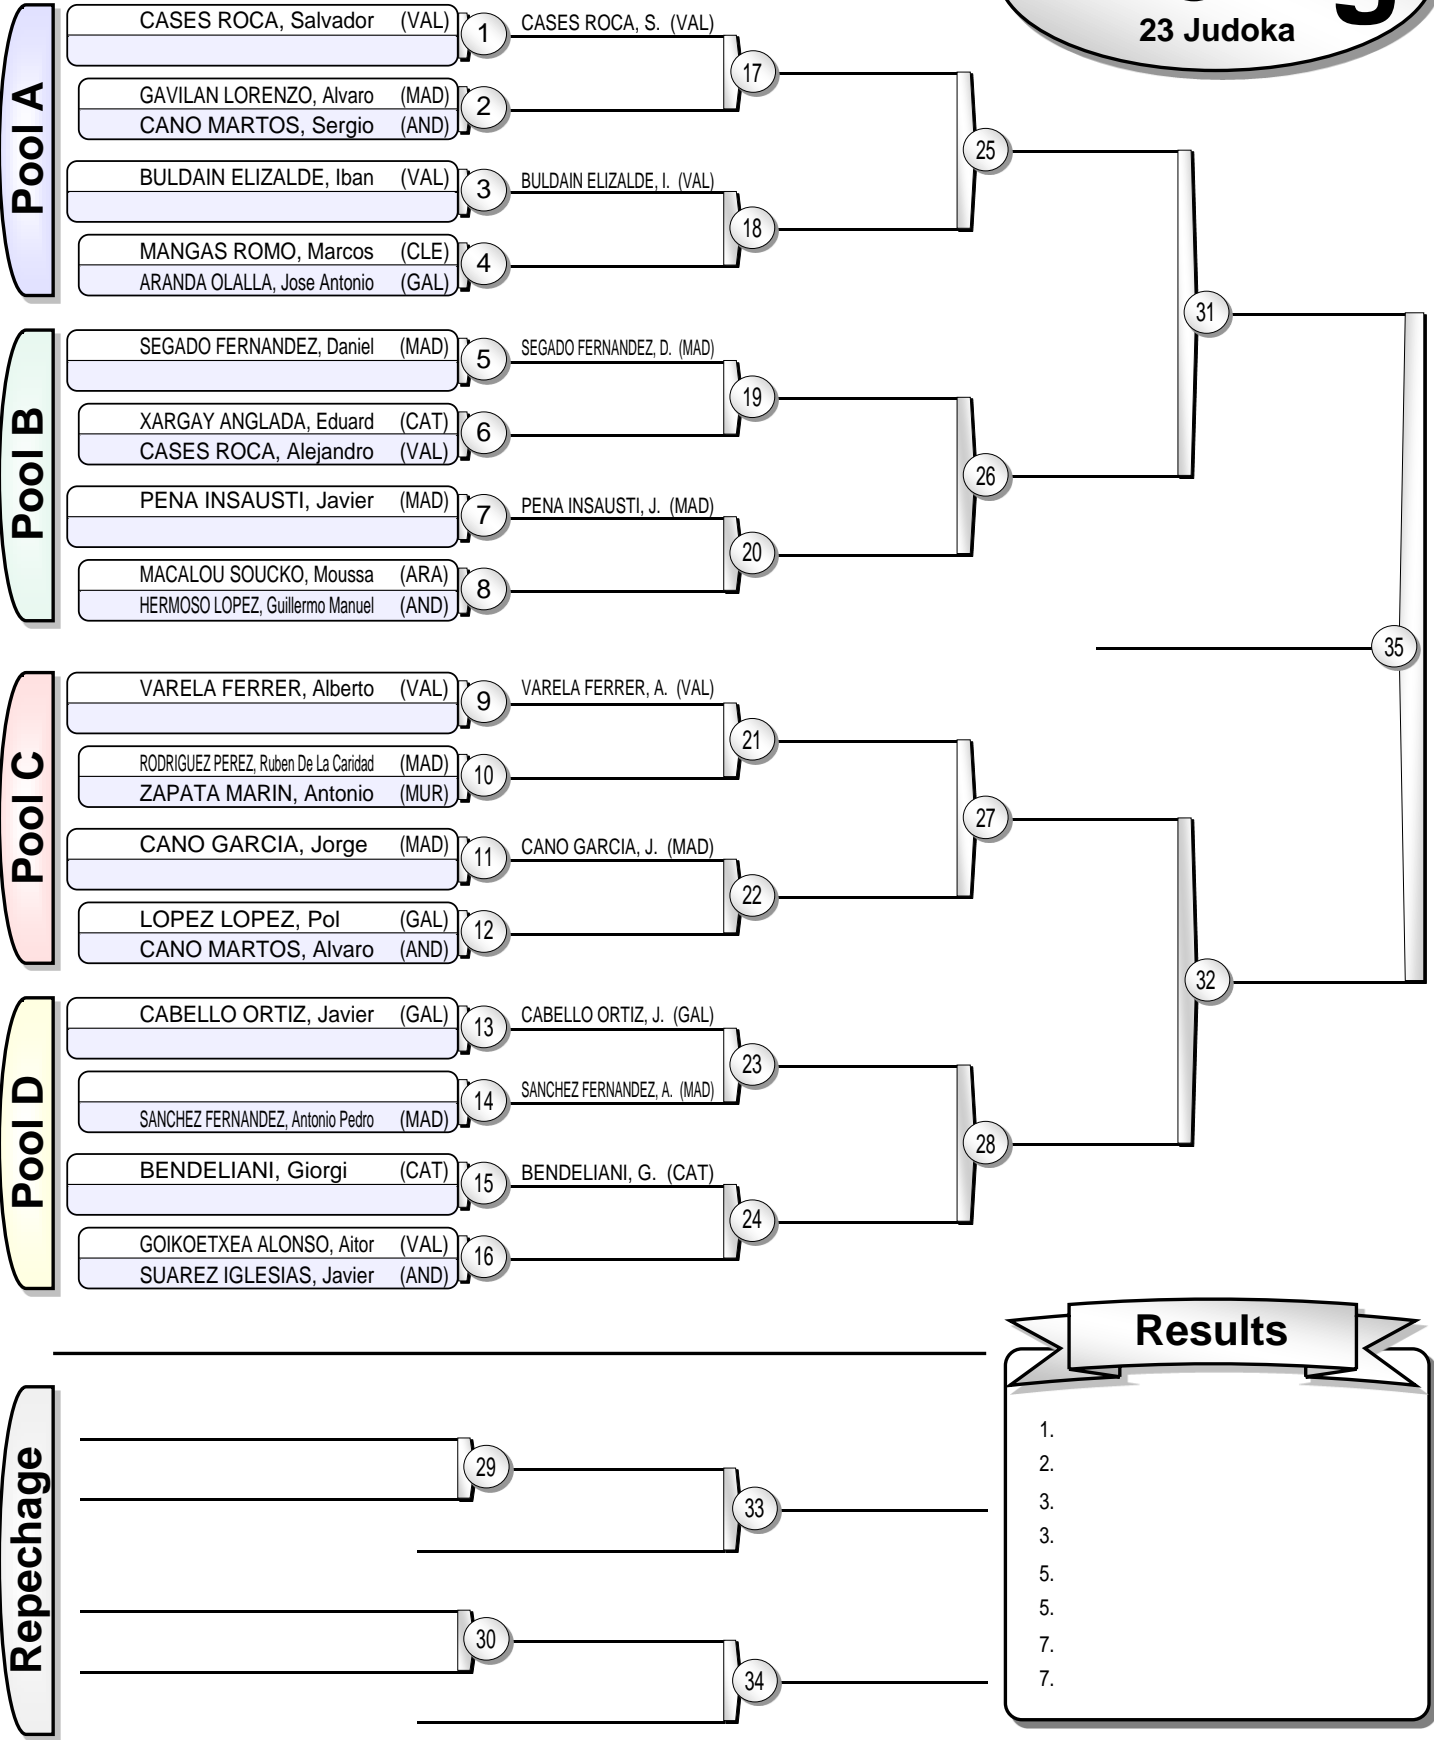 23 Judoka
Pool A
CASES ROCA, Salvador (VAL)
1
CASES ROCA, S. (VAL)
17
GAVILAN LORENZO, Alvaro (MAD)
CANO MARTOS, Sergio (AND)
2
25
BULDAIN ELIZALDE, Iban (VAL)
3
BULDAIN ELIZALDE, I. (VAL)
18
MANGAS ROMO, Marcos (CLE)
ARANDA OLALLA, Jose Antonio (GAL)
4
31
Pool B
SEGADO FERNANDEZ, Daniel (MAD)
5
SEGADO FERNANDEZ, D. (MAD)
19
XARGAY ANGLADA, Eduard (CAT)
CASES ROCA, Alejandro (VAL)
6
26
PENA INSAUSTI, Javier (MAD)
7
PENA INSAUSTI, J. (MAD)
20
MACALOU SOUCKO, Moussa (ARA)
HERMOSO LOPEZ, Guillermo Manuel (AND)
8
35
Pool C
VARELA FERRER, Alberto (VAL)
9
VARELA FERRER, A. (VAL)
21
RODRIGUEZ PEREZ, Ruben De La Caridad (MAD)
ZAPATA MARIN, Antonio (MUR)
10
27
CANO GARCIA, Jorge (MAD)
11
CANO GARCIA, J. (MAD)
22
LOPEZ LOPEZ, Pol (GAL)
CANO MARTOS, Alvaro (AND)
12
32
Pool D
CABELLO ORTIZ, Javier (GAL)
13
CABELLO ORTIZ, J. (GAL)
23
SANCHEZ FERNANDEZ, Antonio Pedro (MAD)
14
SANCHEZ FERNANDEZ, A. (MAD)
28
BENDELIANI, Giorgi (CAT)
15
BENDELIANI, G. (CAT)
24
GOIKOETXEA ALONSO, Aitor (VAL)
SUAREZ IGLESIAS, Javier (AND)
16
Repechage
29
33
30
34
Results
1.
2.
3.
3.
5.
5.
7.
7.